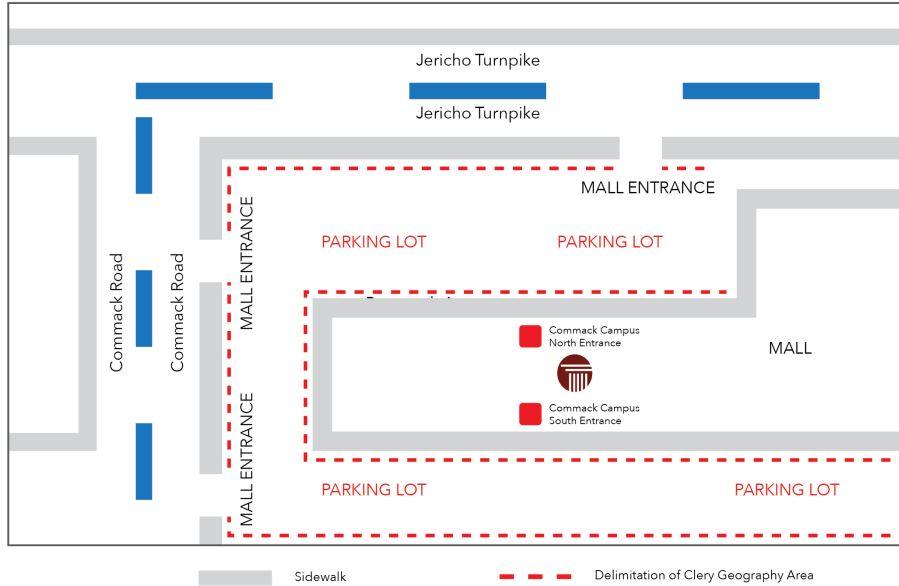 Jericho Turnpike
Jericho Turnpike
MALL ENTRANCE
PARKING LOT
PARKING LOT
Commack Road
Commack Road
MALL ENTRANCE
Commack Campus
North Entrance
MALL
Commack Campus
South Entrance
MALL ENTRANCE
PARKING LOT
PARKING LOT
Sidewalk
Delimitation of Clery Geography Area